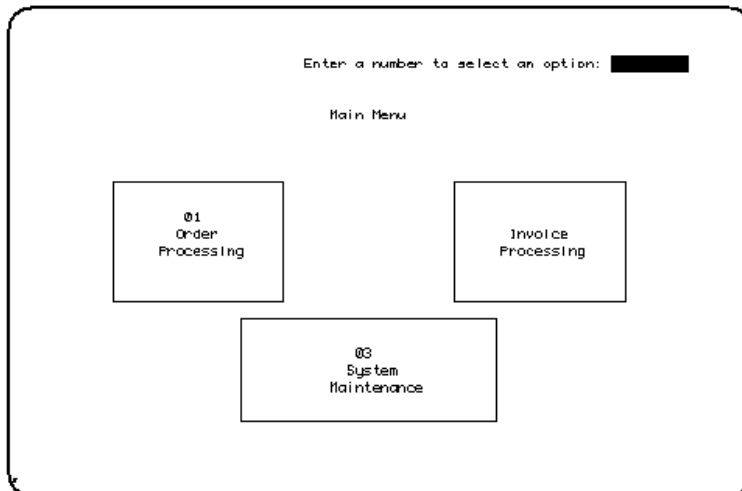 Enter a number to select an option:
Main Menu
01
Order
Processing
Invoice
Processing
03
System
Maintenance